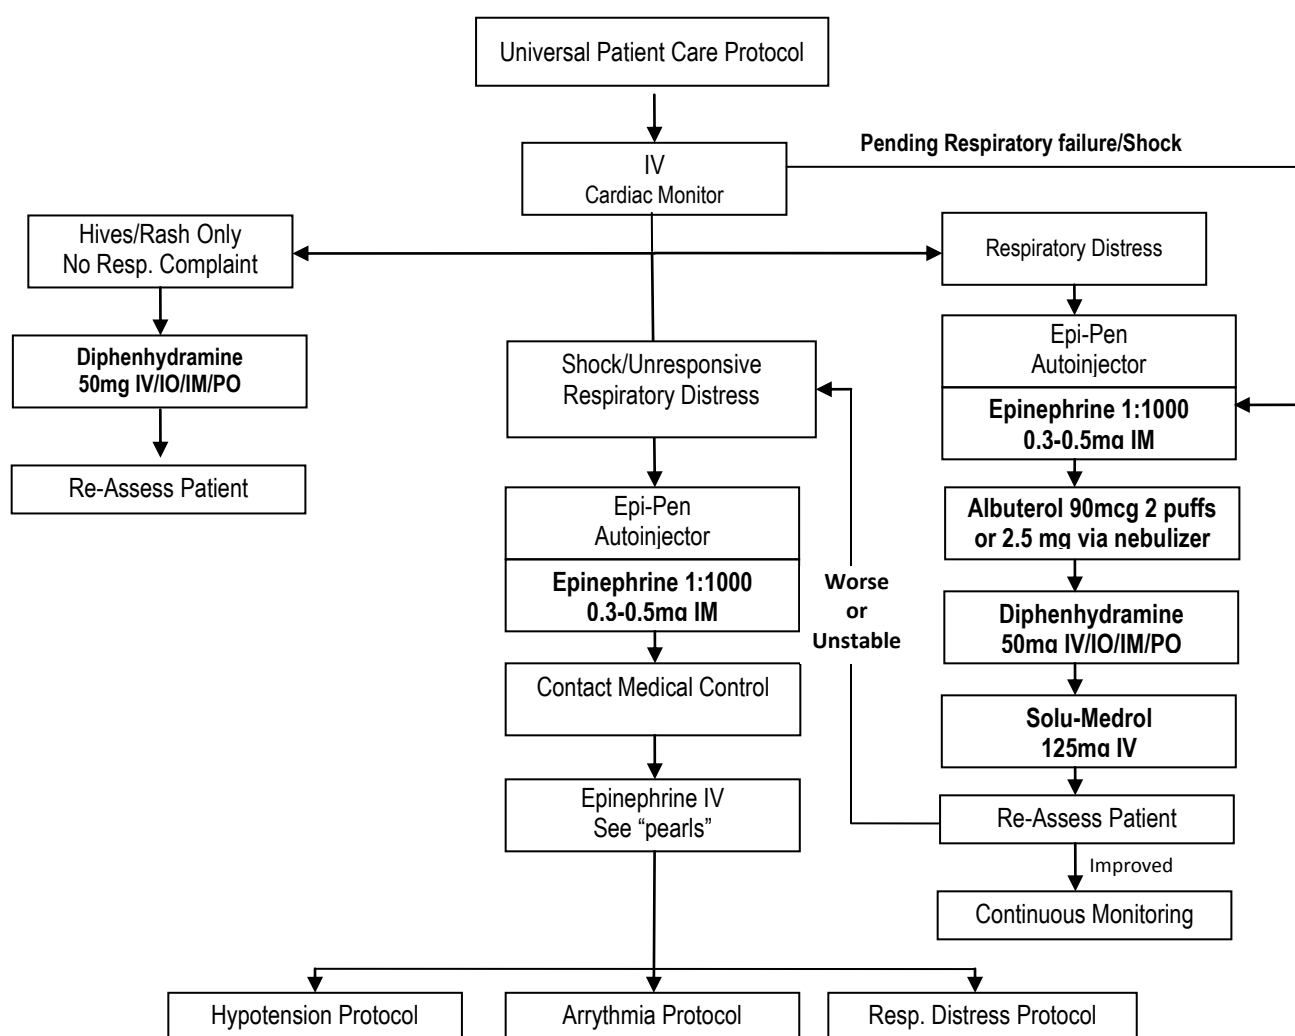 Universal Patient Care Protocol
Pending Respiratory failure/Shock
IV
Cardiac Monitor
Hives/Rash Only
No Resp. Complaint
Respiratory Distress
Diphenhydramine
50mg IV/IO/IM/PO
Re-Assess Patient
Shock/Unresponsive
Respiratory Distress
Epi-Pen
Autoinjector
Epinephrine 1:1000
0.3-0.5mg IM
Contact Medical Control
Epinephrine IV
See “pearls”
Worse
or
Unstable
Epi-Pen
Autoinjector
Epinephrine 1:1000
0.3-0.5mg IM
Albuterol 90mcg 2 puffs
or 2.5 mg via nebulizer
Diphenhydramine
50mg IV/IO/IM/PO
Solu-Medrol
125mg IV
Re-Assess Patient
Improved
Continuous Monitoring
Hypotension Protocol
Arrythmia Protocol
Resp. Distress Protocol